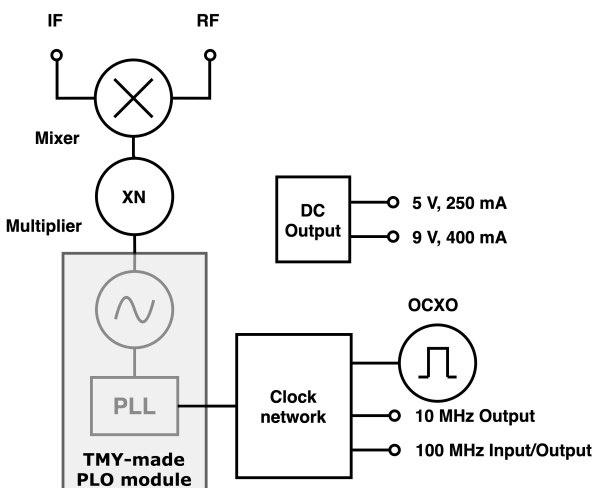 IF
RF
Mixer
XN
Multiplier
DC
Output
5 V, 250 mA
9 V, 400 mA
OCXO
PLL
Clock
network
10 MHz Output
100 MHz Input/Output
TMY-made
PLO module